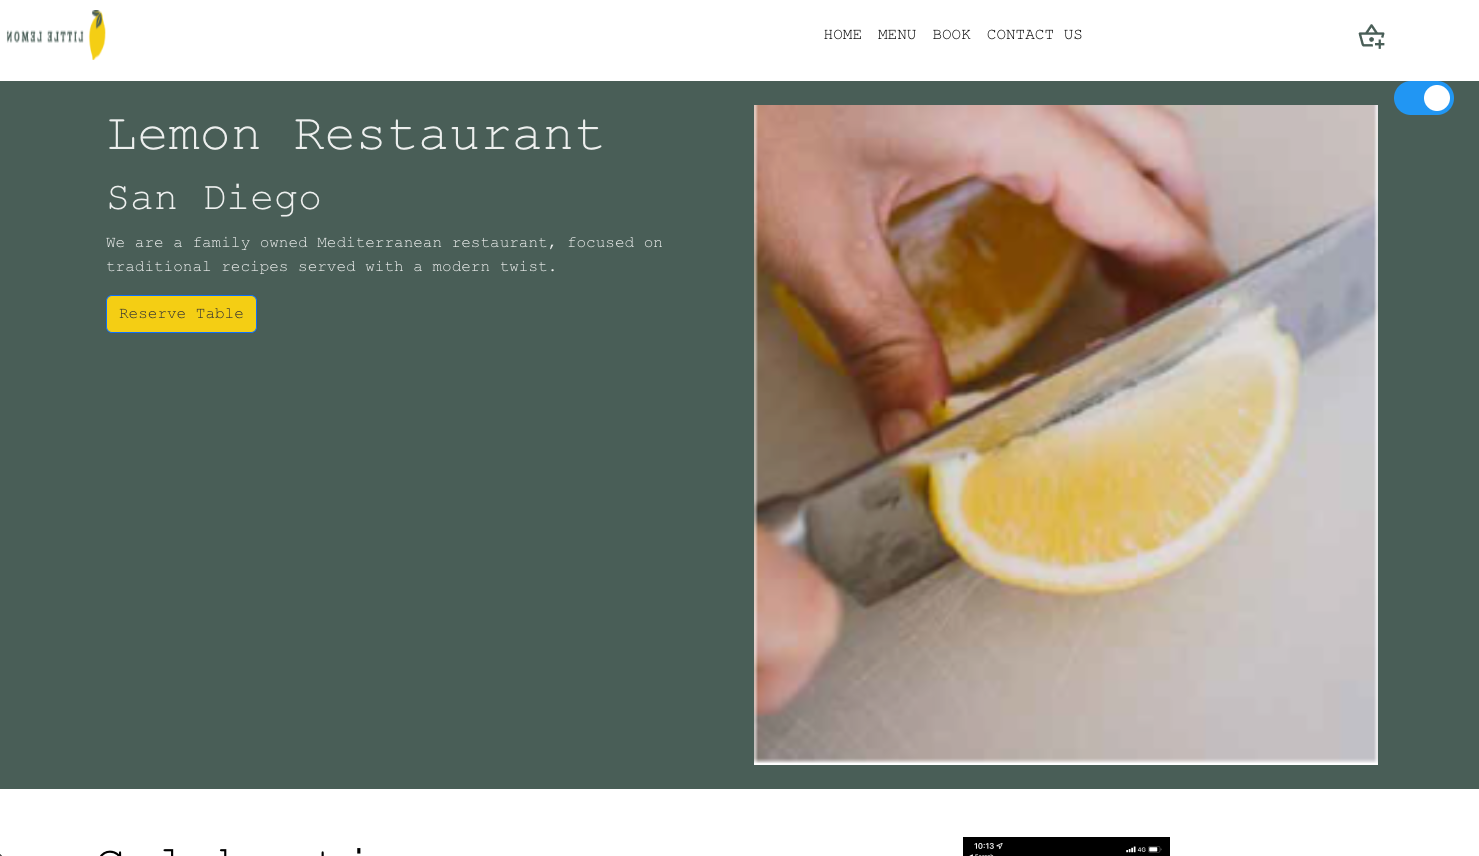 LITTLE LEMON
HOME MENU BOOK CONTACT US
Lemon Restaurant
San Diego
We are a family owned Mediterranean restaurant, focused on
traditional recipes served with a modern twist.
Reserve Table
10:13
4G